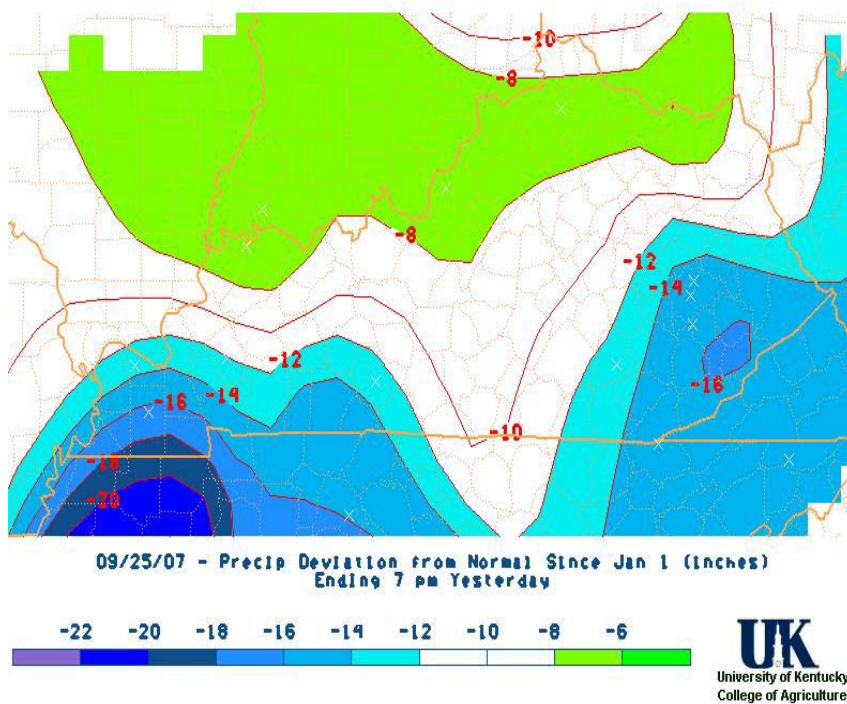 -10
-8
-8
-12
-14
-12
-14
-16
-16
-10
-18
-20
09/25/07 - Precip Deviation from Normal Since Jan 1 (inches)
Ending 7 pm Yesterday
-22 -20 -18 -16 -14 -12 -10 -8 -6
UK
University of Kentucky
College of Agriculture